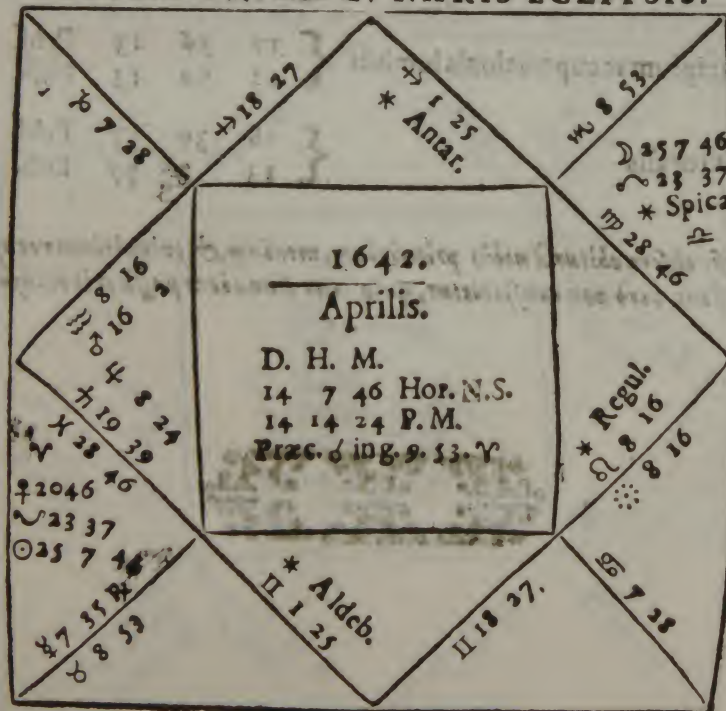 ♐ 1 25
* Antar.
♐ 18 27
♑ 7 28
♏ 8 53
☽ 25 7 46
☋ 23 37
* Spica
♎
♍ 28 46
1642.
Aprilis.
D. H. M.
14 7 46 Hor. N.S.
14 14 24 P.M.
Præc. ☌ ing. 9. 53. ♈
♒ 8 16
♂ 16 2
♃ 8 24
♄ 19 39
♓ 28 46
♈
♀ 20 46
☊ 23 37
☉ 25 7 46
☿ 7 35 ℞
♉ 8 53
* Aldeb.
♊ 1 25
♊ 18 27.
♋ 7 28
* Regul.
♌ 8 16
8 16